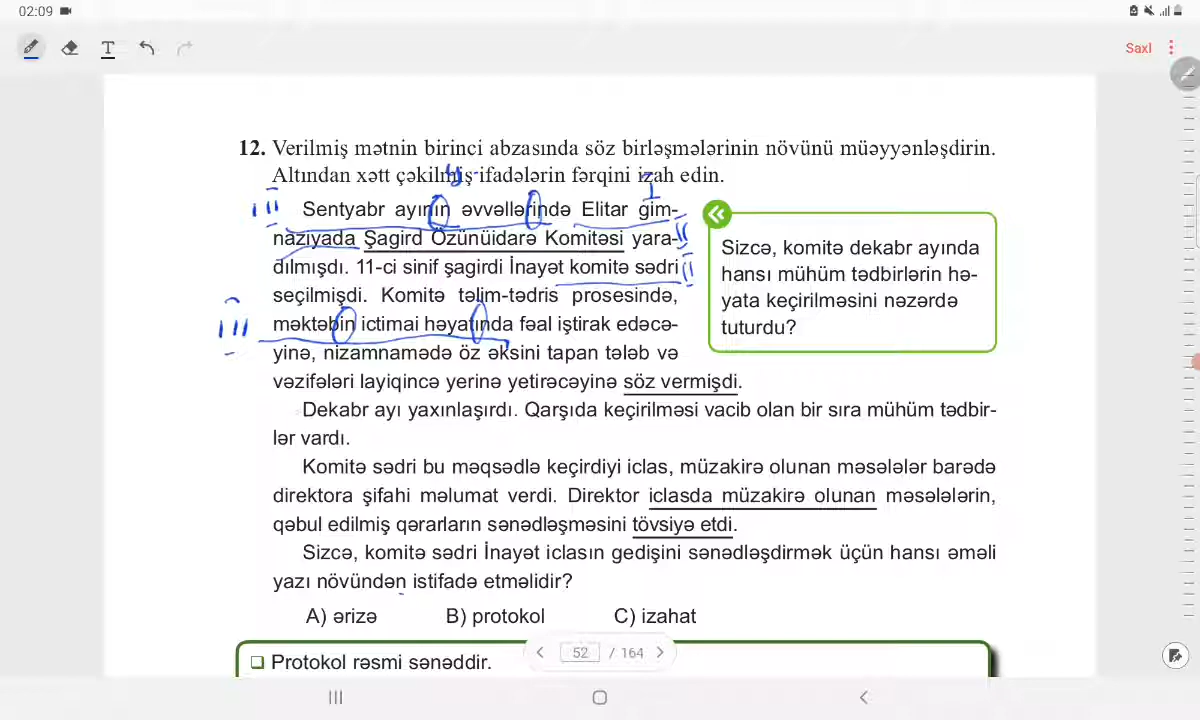 02:09
T
Saxl
12. Verilmiş mətnin birinci abzasında söz birləşmələrinin növünü müəyyənləşdirin.
Altından xətt çəkilmiş ifadələrin fərqini izah edin.
III Sentyabr ayının əvvəllərində Elitar gim- I
naziyada Şagird Özünüidarə Komitəsi yara- II
dılmışdı. 11-ci sinif şagirdi İnayət komitə sədri II
seçilmişdi. Komitə təlim-tədris prosesində,
III məktəbin ictimai həyatında fəal iştirak edəcə-
yinə, nizamnamədə öz əksini tapan tələb və
vəzifələri layiqincə yerinə yetirəcəyinə söz vermişdi.
Sizcə, komitə dekabr ayında
hansı mühüm tədbirlərin hə-
yata keçirilməsini nəzərdə
tuturdu?
Dekabr ayı yaxınlaşırdı. Qarşıda keçirilməsi vacib olan bir sıra mühüm tədbir-
lər vardı.
Komitə sədri bu məqsədlə keçirdiyi iclas, müzakirə olunan məsələlər barədə
direktora şifahi məlumat verdi. Direktor iclasda müzakirə olunan məsələlərin,
qəbul edilmiş qərarların sənədləşməsini tövsiyə etdi.
Sizcə, komitə sədri İnayət iclasın gedişini sənədləşdirmək üçün hansı əməli
yazı növündən istifadə etməlidir?
A) ərizə B) protokol C) izahat
Protokol rəsmi sənəddir.
52 / 164